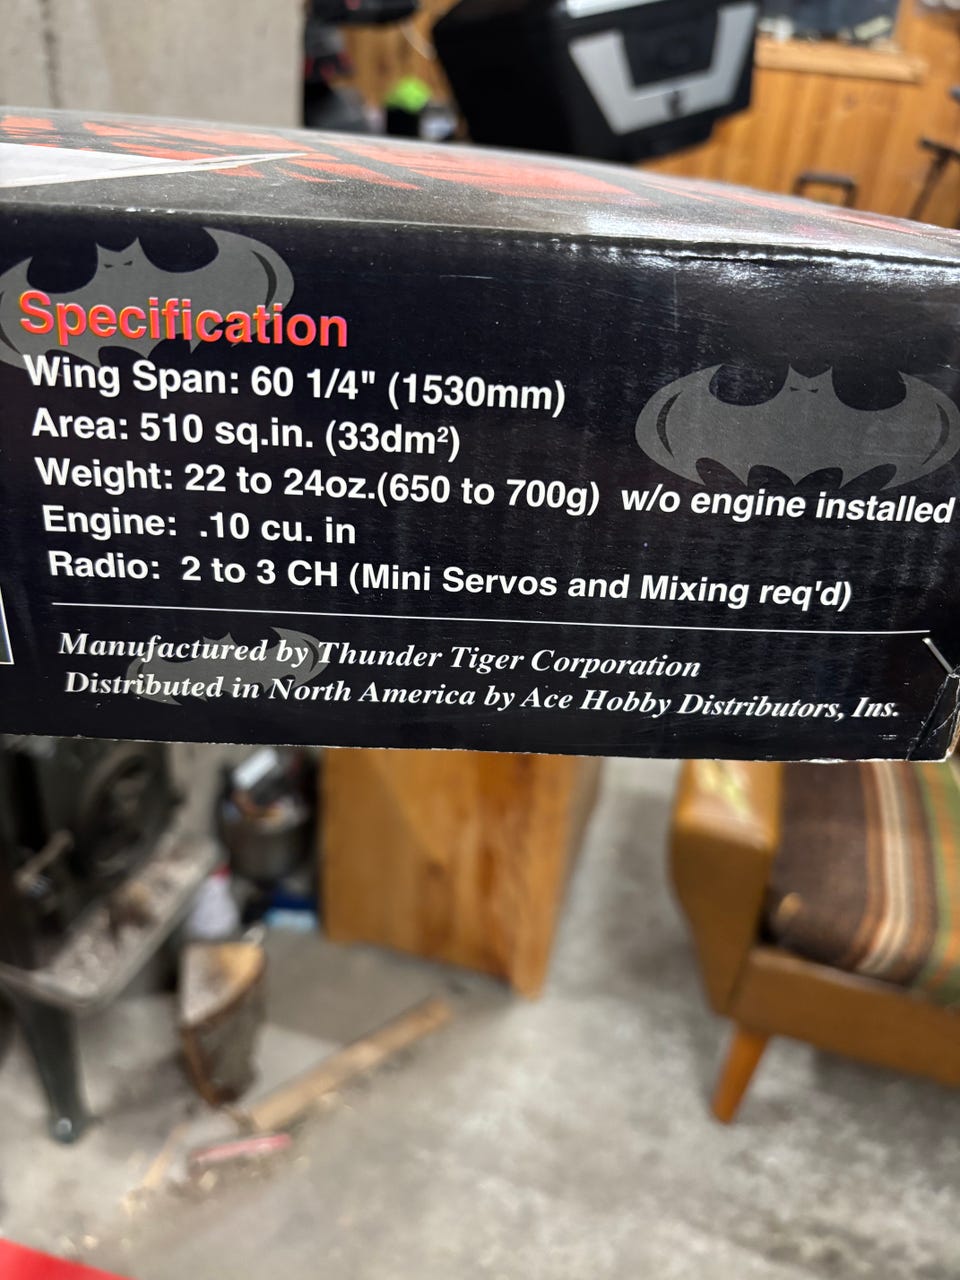 Specification
Wing Span: 60 1/4" (1530mm)
Area: 510 sq.in. (33dm²)
Weight: 22 to 24oz.(650 to 700g) w/o engine installed
Engine: .10 cu. in
Radio: 2 to 3 CH (Mini Servos and Mixing req'd)
Manufactured by Thunder Tiger Corporation
Distributed in North America by Ace Hobby Distributors, Ins.